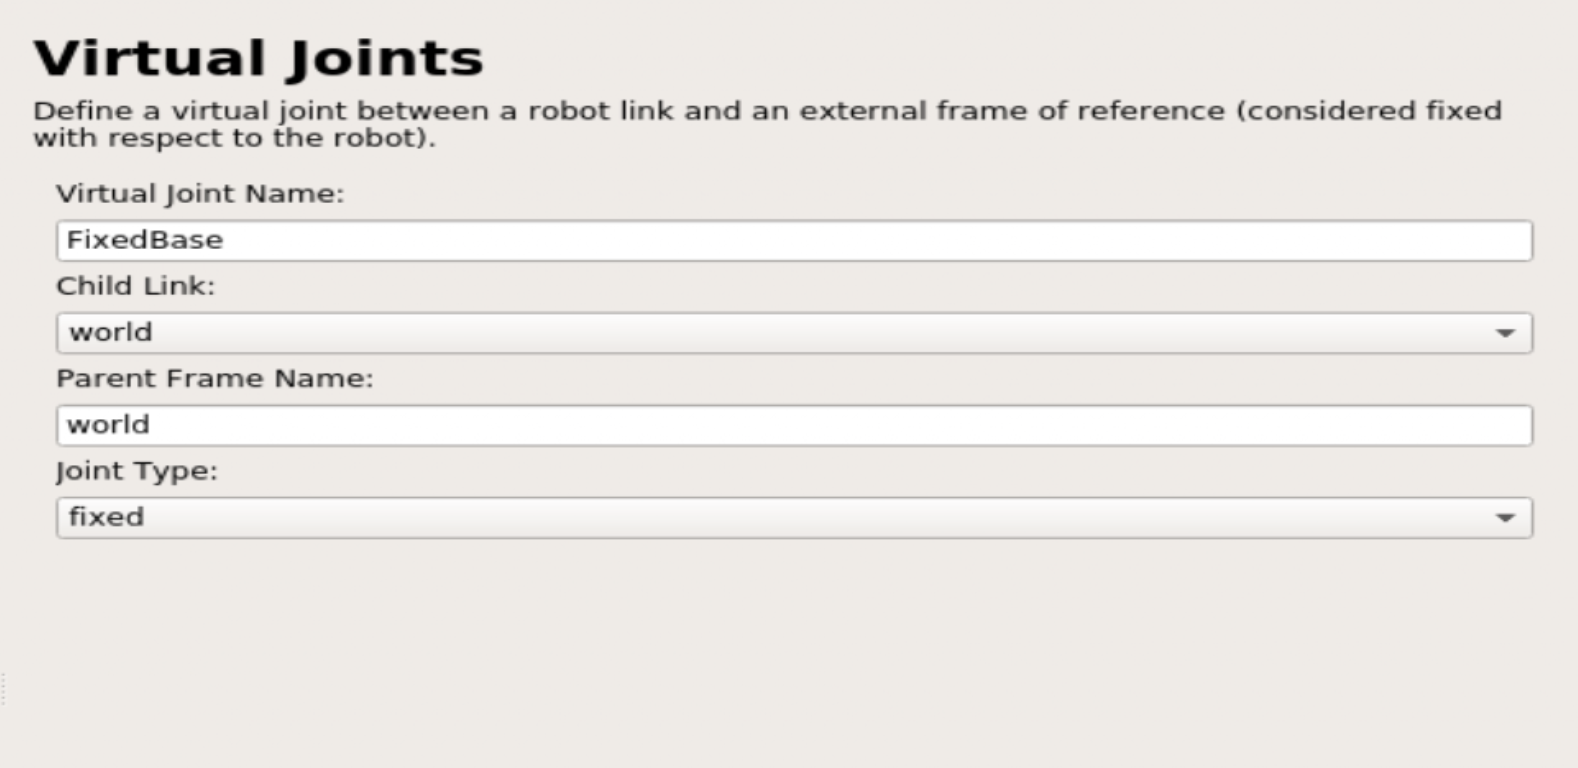 Virtual Joints
Define a virtual joint between a robot link and an external frame of reference (considered fixed
with respect to the robot).
Virtual Joint Name:
FixedBase
Child Link:
world
Parent Frame Name:
world
Joint Type:
fixed